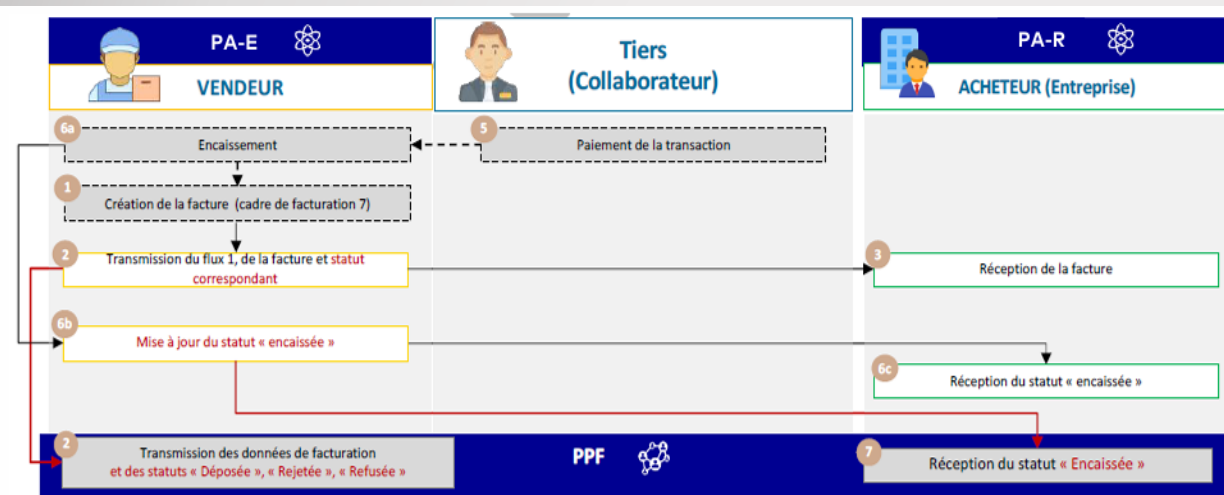 PA-E
VENDEUR
Tiers
(Collaborateur)
PA-R
ACHETEUR (Entreprise)
6a
Encaissement
5
Paiement de la transaction
1
Création de la facture (cadre de facturation 7)
2
Transmission du flux 1, de la facture et statut
correspondant
3
Réception de la facture
6b
Mise à jour du statut « encaissée »
6c
Réception du statut « encaissée »
2
Transmission des données de facturation
et des statuts « Déposée », « Rejetée », « Refusée »
PPF
7
Réception du statut « Encaissée »